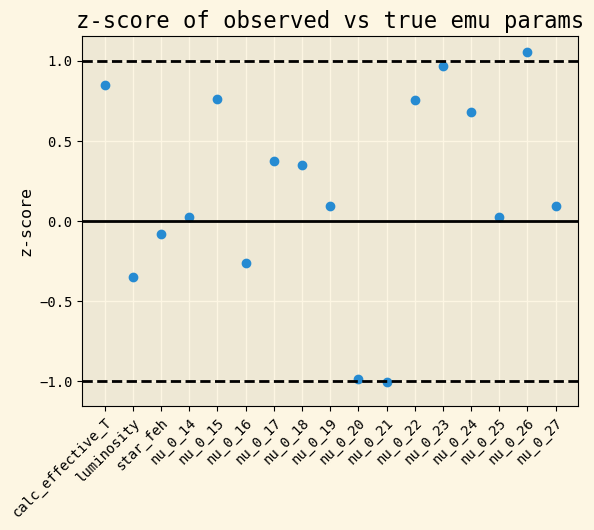 z-score of observed vs true emu params
z-score
1.0
0.5
0.0
−0.5
−1.0
calc_effective_T
luminosity
star_feh
nu_0_14
nu_0_15
nu_0_16
nu_0_17
nu_0_18
nu_0_19
nu_0_20
nu_0_21
nu_0_22
nu_0_23
nu_0_24
nu_0_25
nu_0_26
nu_0_27